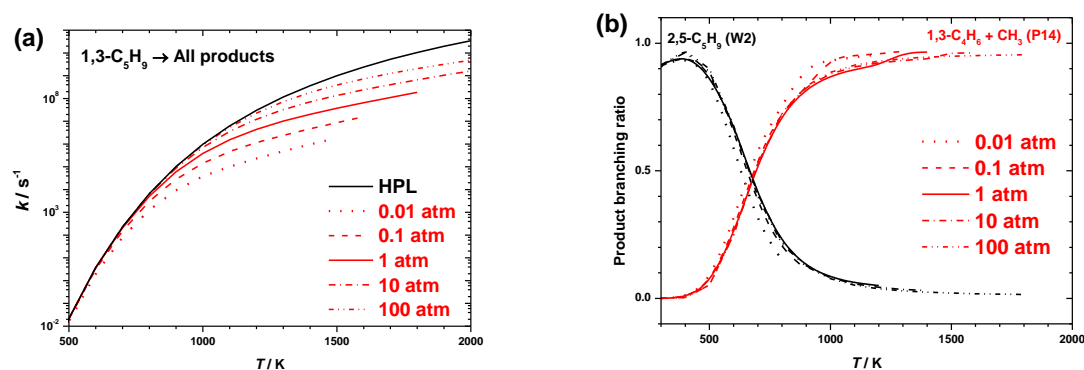 (a)
1,3-C5H9 → All products
k / s-1
10^8
10^3
10^-2
HPL
0.01 atm
0.1 atm
1 atm
10 atm
100 atm
500 1000 1500 2000
T / K
(b)
2,5-C5H9 (W2)
1,3-C4H6 + CH3 (P14)
Product branching ratio
1.0
0.5
0.0
0.01 atm
0.1 atm
1 atm
10 atm
100 atm
500 1000 1500 2000
T / K